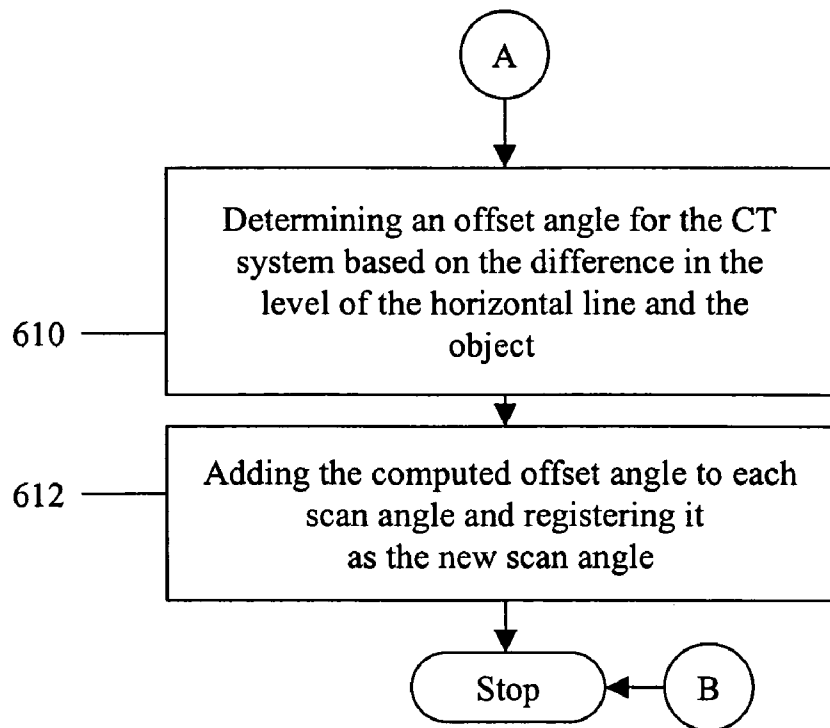 A
Determining an offset angle for the CT
system based on the difference in the
level of the horizontal line and the
object
610
Adding the computed offset angle to each
scan angle and registering it
as the new scan angle
612
Stop
B